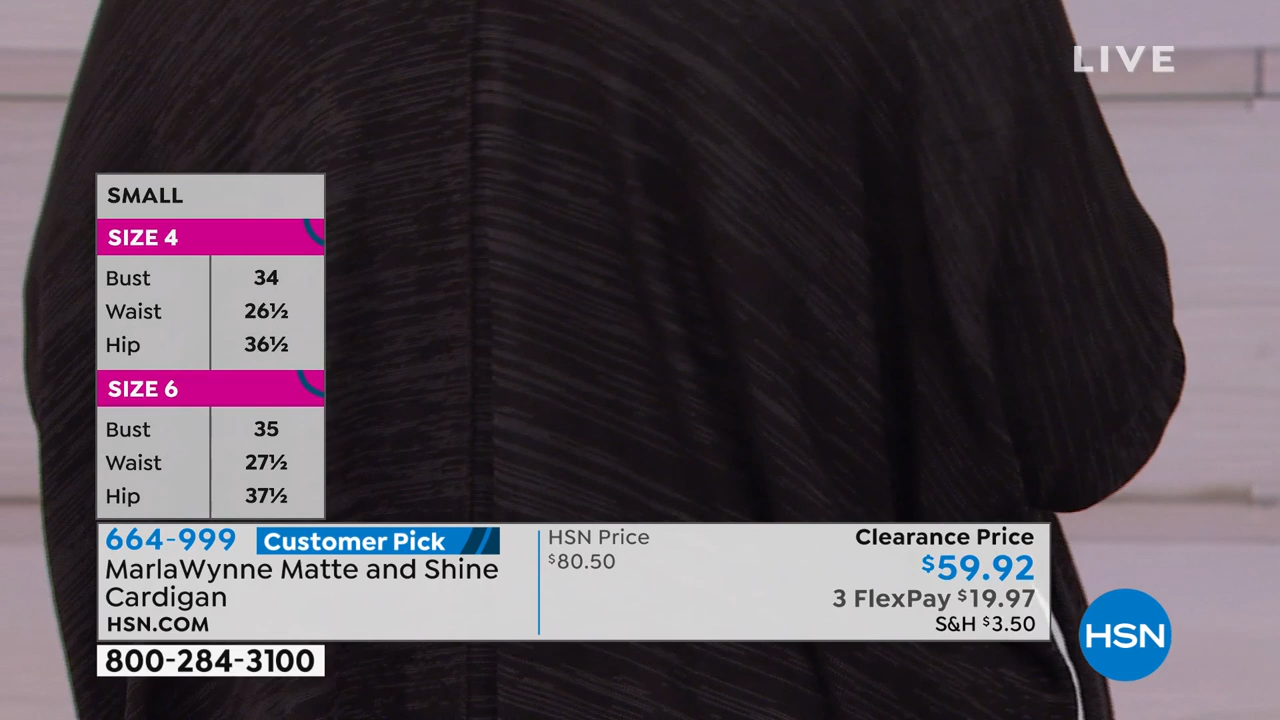 LIVE
SMALL
SIZE 4
Bust 34
Waist 26½
Hip 36½
SIZE 6
Bust 35
Waist 27½
Hip 37½
664-999 Customer Pick
MarlaWynne Matte and Shine
Cardigan
HSN.COM
HSN Price
$80.50
Clearance Price
$59.92
3 FlexPay $19.97
S&H $3.50
800-284-3100
HSN